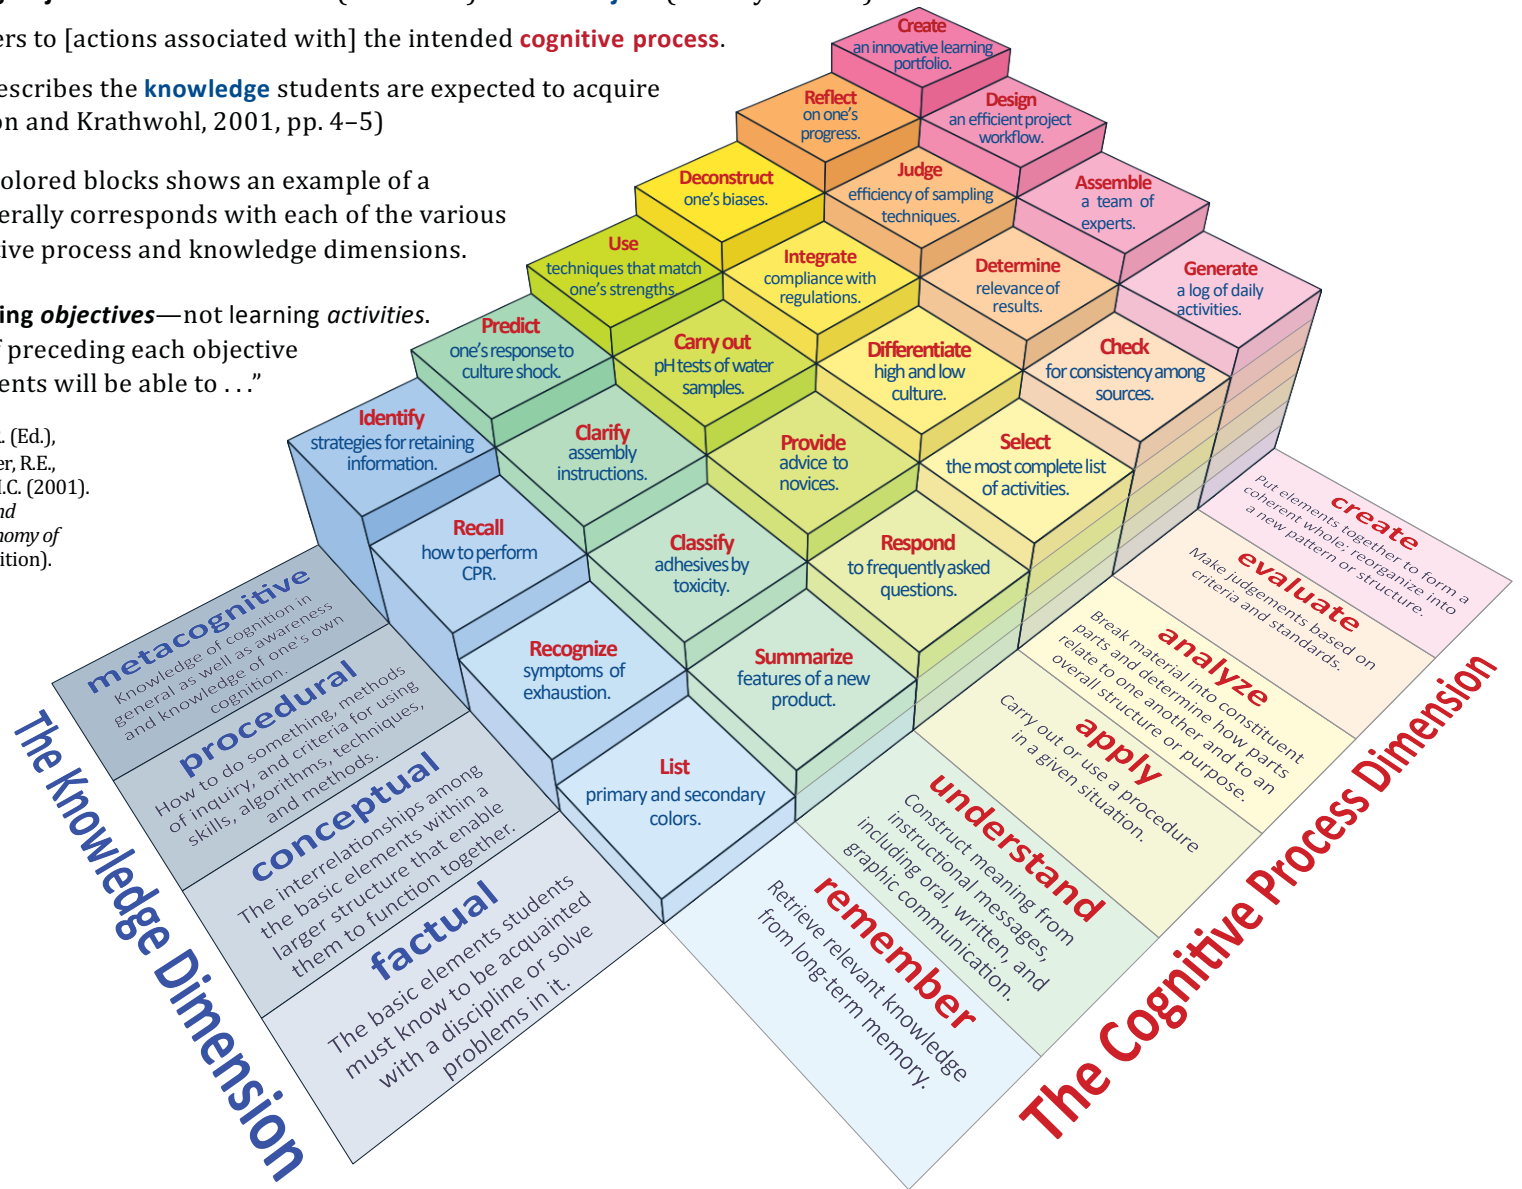 ers to [actions associated with] the intended cognitive process.
escribes the knowledge students are expected to acquire
on and Krathwohl, 2001, pp. 4–5)
olored blocks shows an example of a
erally corresponds with each of the various
tive process and knowledge dimensions.
ing objectives—not learning activities.
f preceding each objective
ents will be able to . . .”
. (Ed.),
er, R.E.,
I.C. (2001).
nd
nomy of
ition).
Create
an innovative learning
portfolio.
Reflect
on one’s
progress.
Design
an efficient project
workflow.
Deconstruct
one’s biases.
Judge
efficiency of sampling
techniques.
Assemble
a team of
experts.
Use
techniques that match
one’s strengths.
Integrate
compliance with
regulations.
Determine
relevance of
results.
Generate
a log of daily
activities.
Predict
one’s response to
culture shock.
Carry out
pH tests of water
samples.
Differentiate
high and low
culture.
Check
for consistency among
sources.
Identify
strategies for retaining
information.
Clarify
assembly
instructions.
Provide
advice to
novices.
Select
the most complete list
of activities.
Recall
how to perform
CPR.
Classify
adhesives by
toxicity.
Respond
to frequently asked
questions.
Recognize
symptoms of
exhaustion.
Summarize
features of a new
product.
List
primary and secondary
colors.
metacognitive
Knowledge of cognition in
general as well as awareness
and knowledge of one’s own
cognition.
procedural
How to do something, methods
of inquiry, and criteria for using
skills, algorithms, techniques,
and methods.
conceptual
The interrelationships among
the basic elements within a
larger structure that enable
them to function together.
factual
The basic elements students
must know to be acquainted
with a discipline or solve
problems in it.
The Knowledge Dimension
create
Put elements together to form a
coherent whole; reorganize into
a new pattern or structure.
evaluate
Make judgements based on
criteria and standards.
analyze
Break material into constituent
parts and determine how parts
relate to one another and to an
overall structure or purpose.
apply
Carry out or use a procedure
in a given situation.
understand
Construct meaning from
instructional messages,
including oral, written, and
graphic communication.
remember
Retrieve relevant knowledge
from long-term memory.
The Cognitive Process Dimension